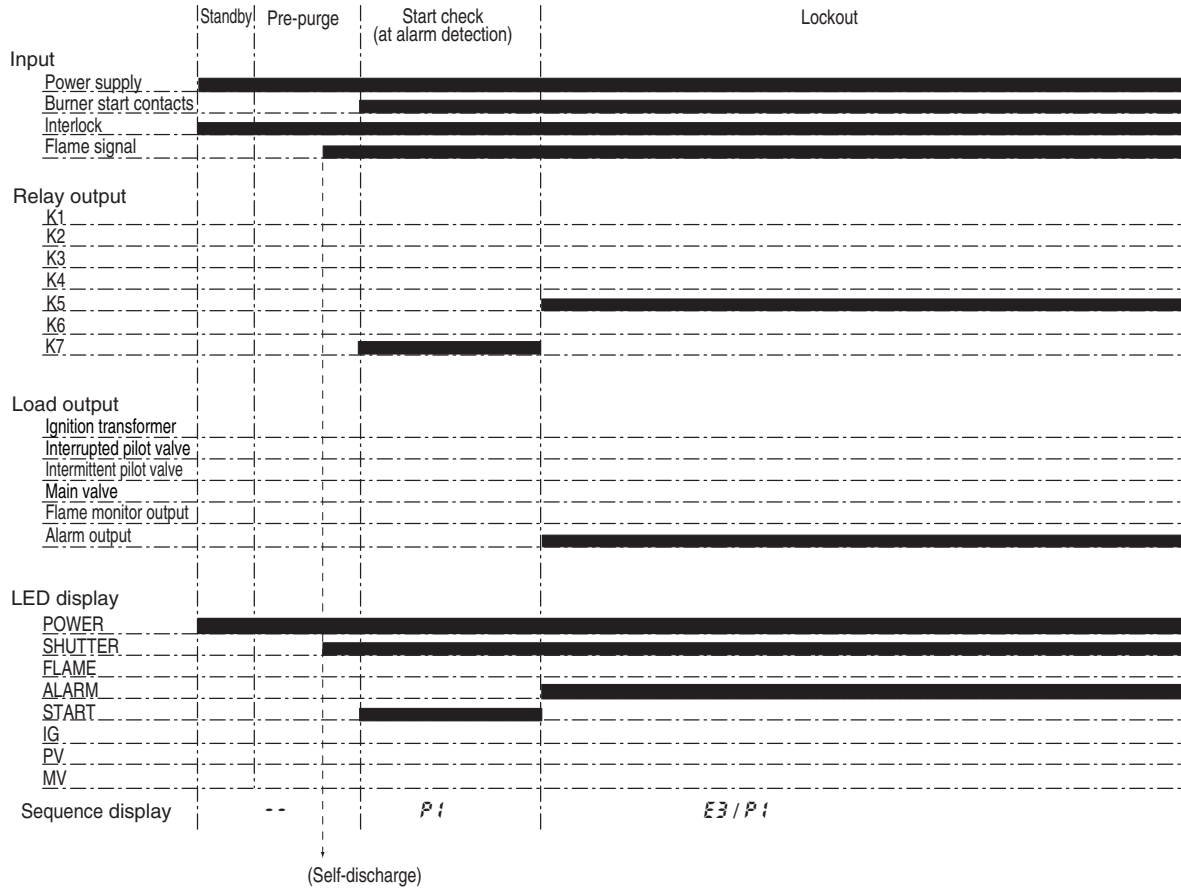 Standby Pre-purge Start check Lockout
(at alarm detection)
Input
Power supply
Burner start contacts
Interlock
Flame signal
Relay output
K1
K2
K3
K4
K5
K6
K7
Load output
Ignition transformer
Interrupted pilot valve
Intermittent pilot valve
Main valve
Flame monitor output
Alarm output
LED display
POWER
SHUTTER
FLAME
ALARM
START
IG
PV
MV
Sequence display -- P1 E3/P1
(Self-discharge)